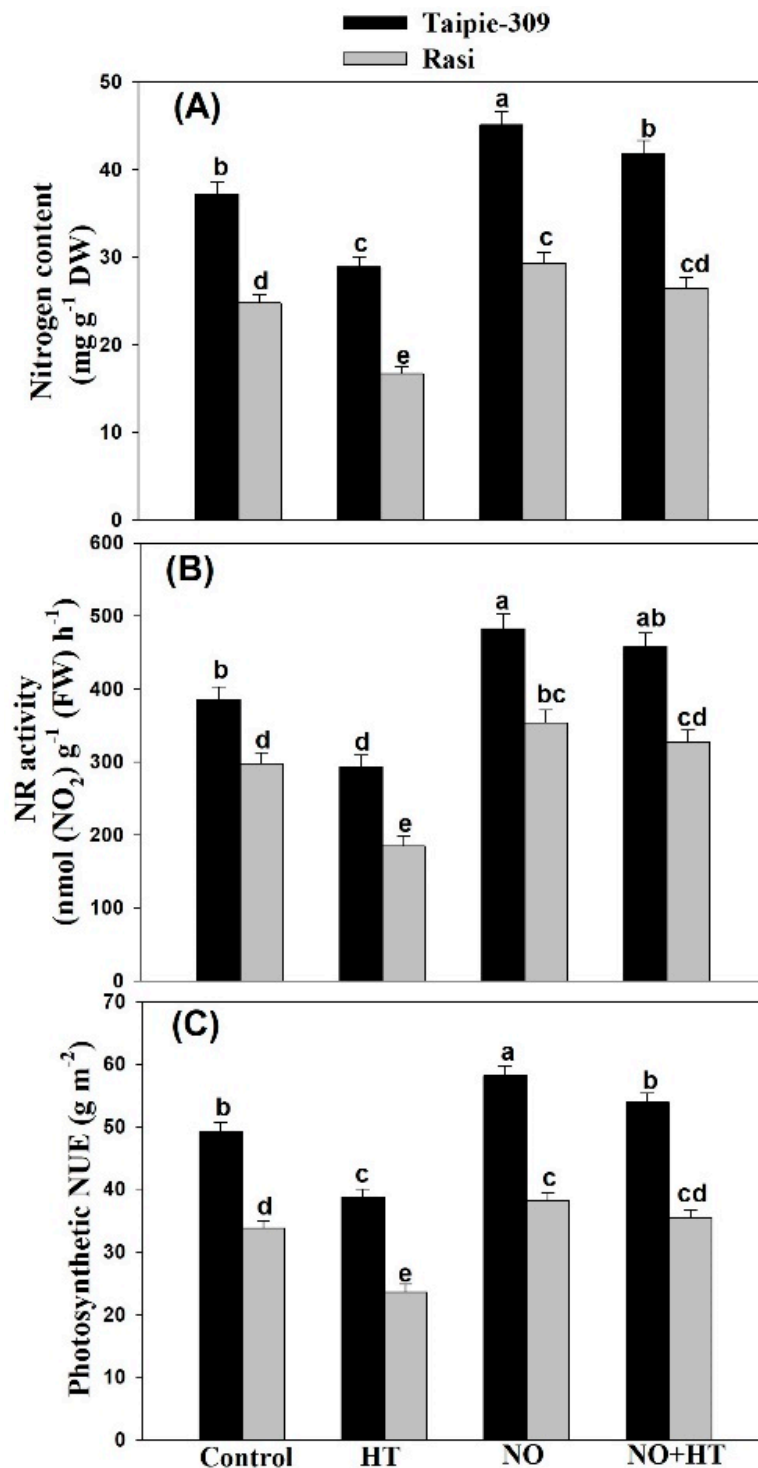 Taipie-309
Rasi
(A)
Nitrogen content
(mg g⁻¹ DW)
50
40
30
20
10
0
b
d
c
e
a
c
b
cd
(B)
NR activity
(nmol (NO₂) g⁻¹ (FW) h⁻¹)
600
500
400
300
200
100
0
b
d
d
e
a
bc
ab
cd
(C)
Photosynthetic NUE (g m⁻²)
70
60
50
40
30
20
10
0
b
d
c
e
a
c
b
cd
Control HT NO NO+HT